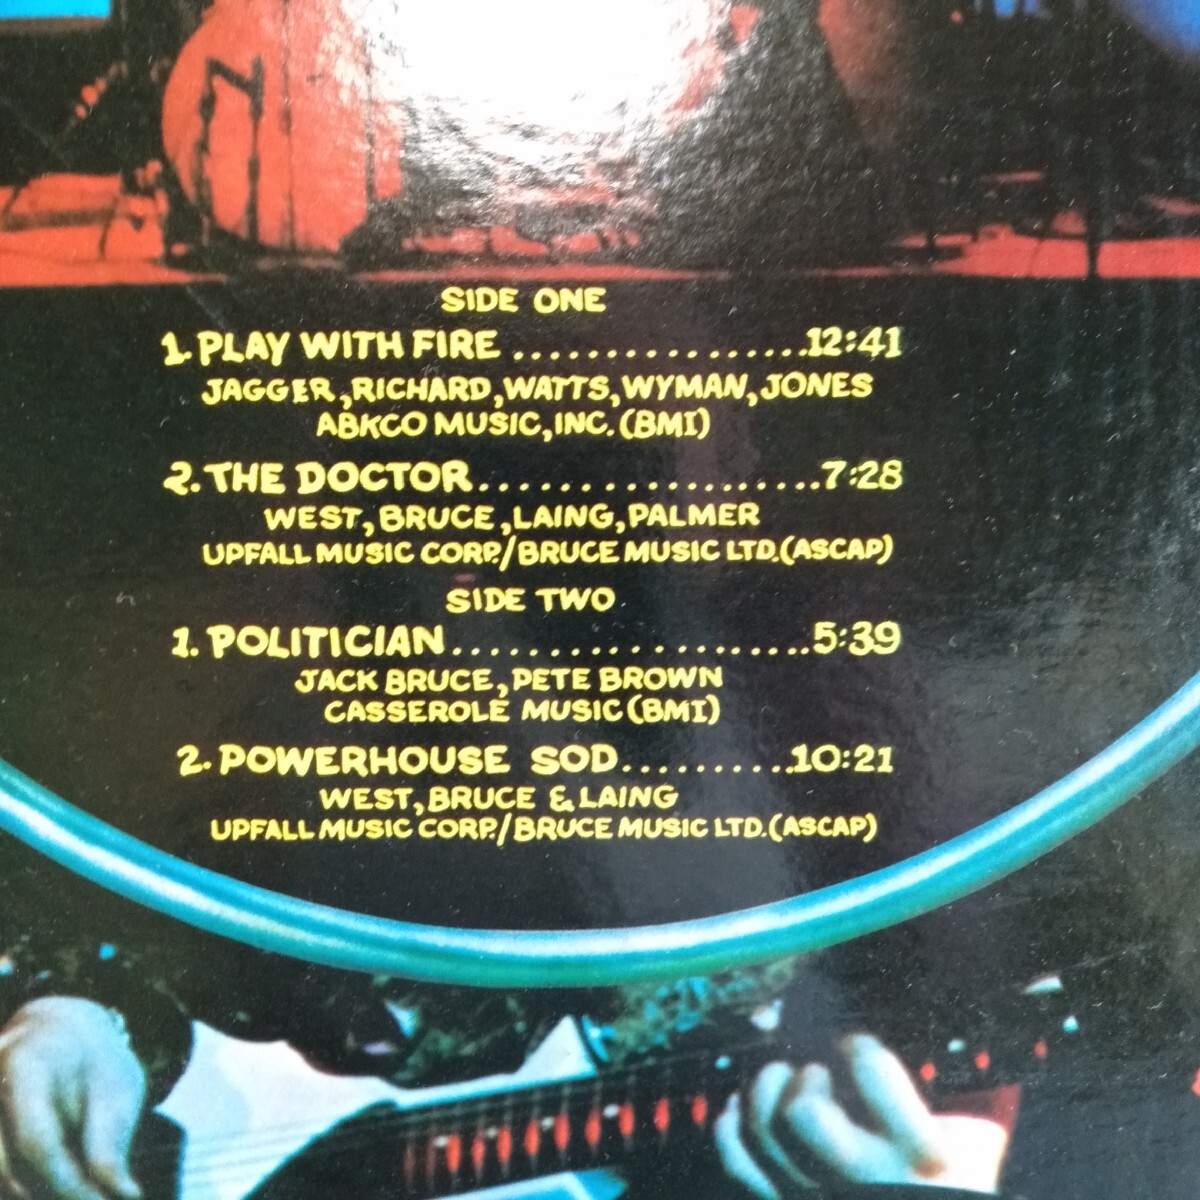 SIDE ONE
1. PLAY WITH FIRE ................12:41
JAGGER, RICHARD, WATTS, WYMAN, JONES
ABKCO MUSIC, INC. (BMI)
2. THE DOCTOR..................7:28
WEST, BRUCE, LAING, PALMER
UPFALL MUSIC CORP./BRUCE MUSIC LTD. (ASCAP)
SIDE TWO
1. POLITICIAN....................5:39
JACK BRUCE, PETE BROWN
CASSEROLE MUSIC (BMI)
2. POWERHOUSE SOD..........10:21
WEST, BRUCE & LAING
UPFALL MUSIC CORP./BRUCE MUSIC LTD. (ASCAP)